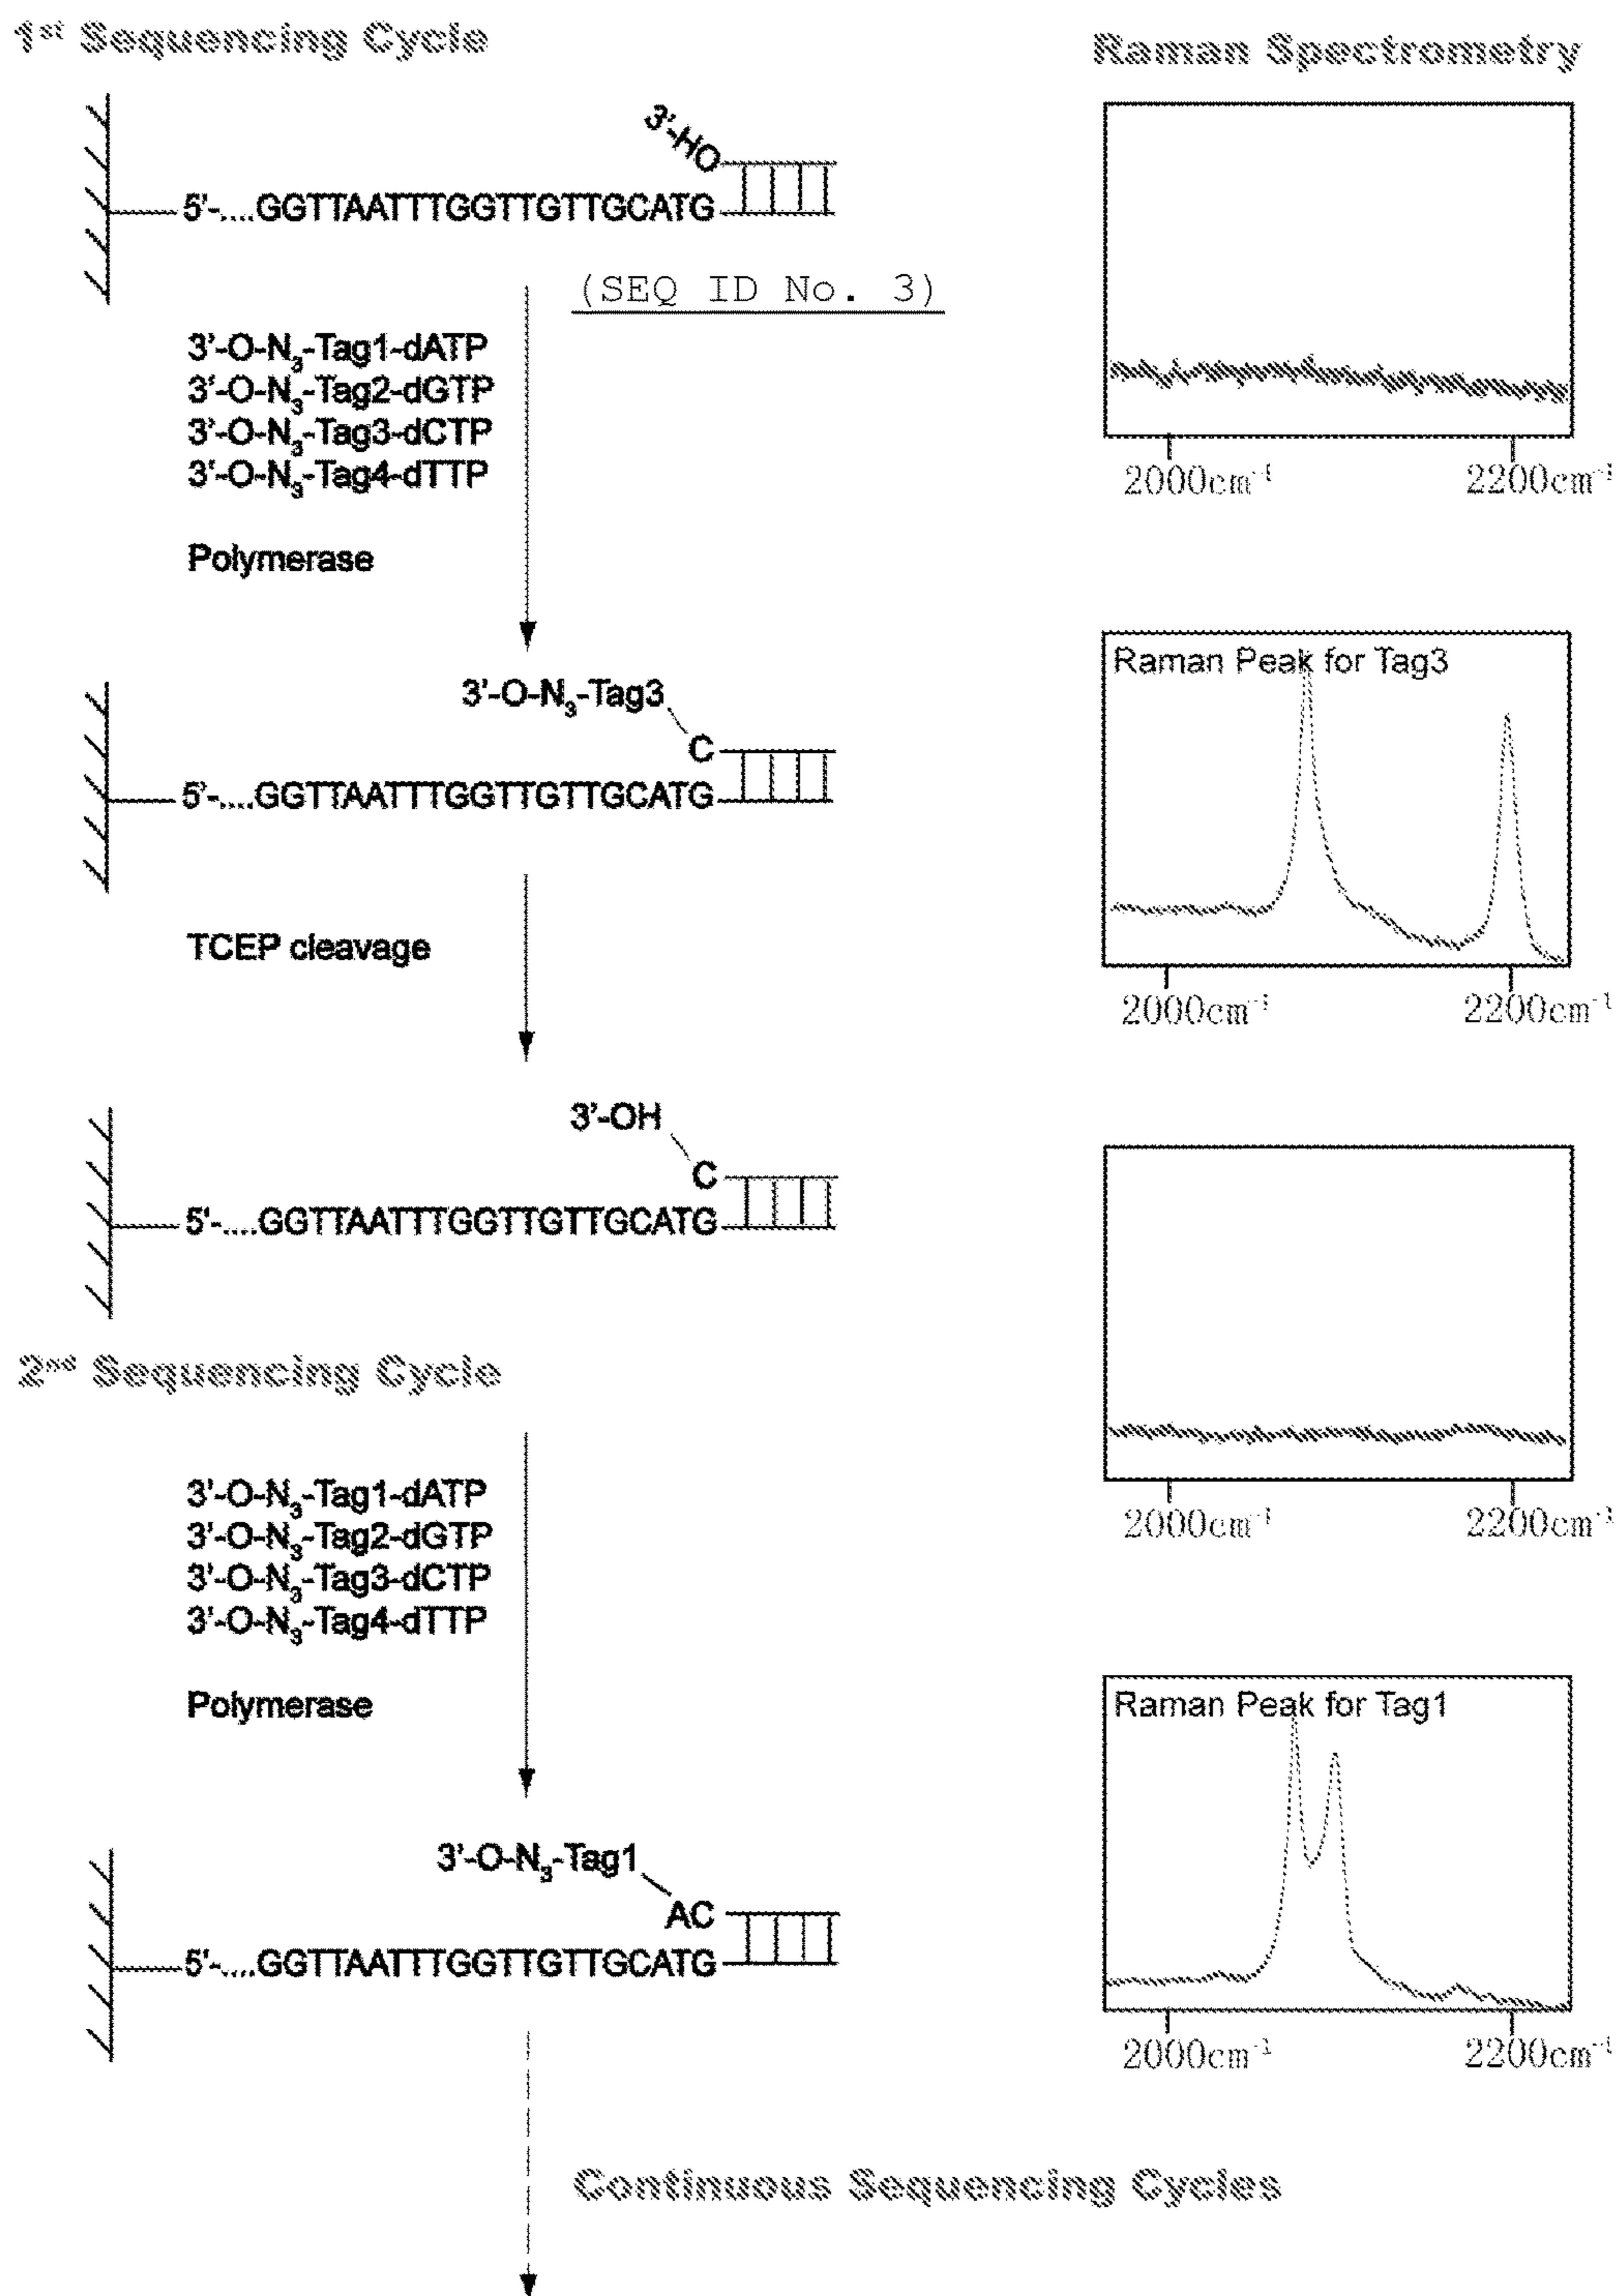 1st Sequencing Cycle
Raman Spectrometry
3'-HO
5'-....GGTTAATTTGGTTGTTGCATG
(SEQ ID No. 3)
3'-O-N3-Tag1-dATP
3'-O-N3-Tag2-dGTP
3'-O-N3-Tag3-dCTP
3'-O-N3-Tag4-dTTP
Polymerase
2000cm-1 2200cm-1
3'-O-N3-Tag3
C
5'-....GGTTAATTTGGTTGTTGCATG
Raman Peak for Tag3
2000cm-1 2200cm-1
TCEP cleavage
3'-OH
C
5'-....GGTTAATTTGGTTGTTGCATG
2000cm-1 2200cm-1
2nd Sequencing Cycle
3'-O-N3-Tag1-dATP
3'-O-N3-Tag2-dGTP
3'-O-N3-Tag3-dCTP
3'-O-N3-Tag4-dTTP
Polymerase
Raman Peak for Tag1
2000cm-1 2200cm-1
3'-O-N3-Tag1
AC
5'-....GGTTAATTTGGTTGTTGCATG
Continuous Sequencing Cycles